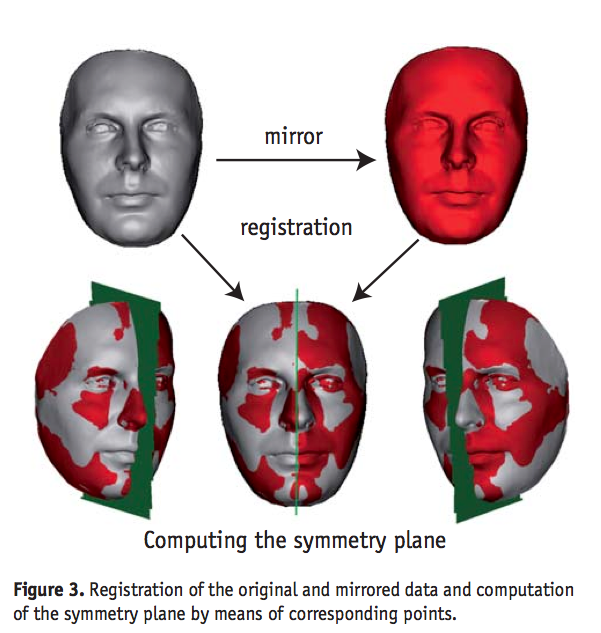 mirror
registration
Computing the symmetry plane
Figure 3. Registration of the original and mirrored data and computation
of the symmetry plane by means of corresponding points.